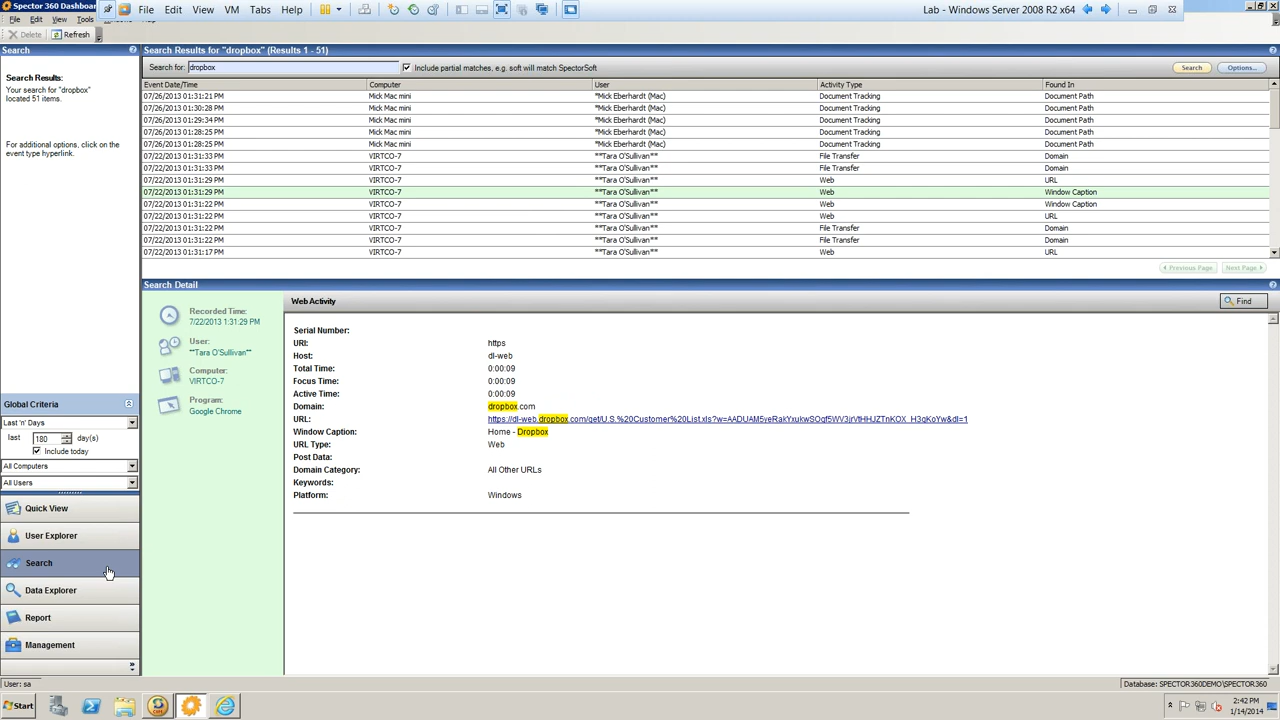 Spector 360 Dashboa
File Edit View VM Tabs Help
Lab - Windows Server 2008 R2 x64
File Edit View Tools
Delete Refresh
Search
Search Results:
Your search for "dropbox"
located 51 items.
For additional options, click on the
event type hyperlink.
Global Criteria
Last 'n' Days
last 180 day(s)
Include today
All Computers
All Users
Quick View
User Explorer
Search
Data Explorer
Report
Management
Search Results for "dropbox" (Results 1 - 51)
Search for: dropbox Include partial matches, e.g. soft will match SpectorSoft Search Options...
Event Date/Time Computer User Activity Type Found In
07/26/2013 01:31:21 PM Mick Mac mini *Mick Eberhardt (Mac) Document Tracking Document Path
07/26/2013 01:30:28 PM Mick Mac mini *Mick Eberhardt (Mac) Document Tracking Document Path
07/26/2013 01:29:34 PM Mick Mac mini *Mick Eberhardt (Mac) Document Tracking Document Path
07/26/2013 01:28:25 PM Mick Mac mini *Mick Eberhardt (Mac) Document Tracking Document Path
07/26/2013 01:28:25 PM Mick Mac mini *Mick Eberhardt (Mac) Document Tracking Document Path
07/22/2013 01:31:33 PM VIRTCO-7 **Tara O'Sullivan** File Transfer Domain
07/22/2013 01:31:33 PM VIRTCO-7 **Tara O'Sullivan** File Transfer Domain
07/22/2013 01:31:29 PM VIRTCO-7 **Tara O'Sullivan** Web URL
07/22/2013 01:31:29 PM VIRTCO-7 **Tara O'Sullivan** Web Window Caption
07/22/2013 01:31:22 PM VIRTCO-7 **Tara O'Sullivan** Web Window Caption
07/22/2013 01:31:22 PM VIRTCO-7 **Tara O'Sullivan** Web URL
07/22/2013 01:31:22 PM VIRTCO-7 **Tara O'Sullivan** File Transfer Domain
07/22/2013 01:31:22 PM VIRTCO-7 **Tara O'Sullivan** File Transfer Domain
07/22/2013 01:31:17 PM VIRTCO-7 **Tara O'Sullivan** Web URL
Previous Page Next Page
Search Detail
Recorded Time:
7/22/2013 1:31:29 PM
User:
**Tara O'Sullivan**
Computer:
VIRTCO-7
Program:
Google Chrome
Web Activity Find
Serial Number:
URI: https
Host: dl-web
Total Time: 0:00:09
Focus Time: 0:00:09
Active Time: 0:00:09
Domain: dropbox.com
URL: https://dl-web.dropbox.com/get/U.S.%20Customer%20List.xls?
Window Caption: Home - Dropbox
URL Type: Web
Post Data:
Domain Category: All Other URLs
Keywords:
Platform: Windows
User: sa
Database: SPECTOR360DEMO\SPECTOR360
Start
2:42 PM
1/14/2014